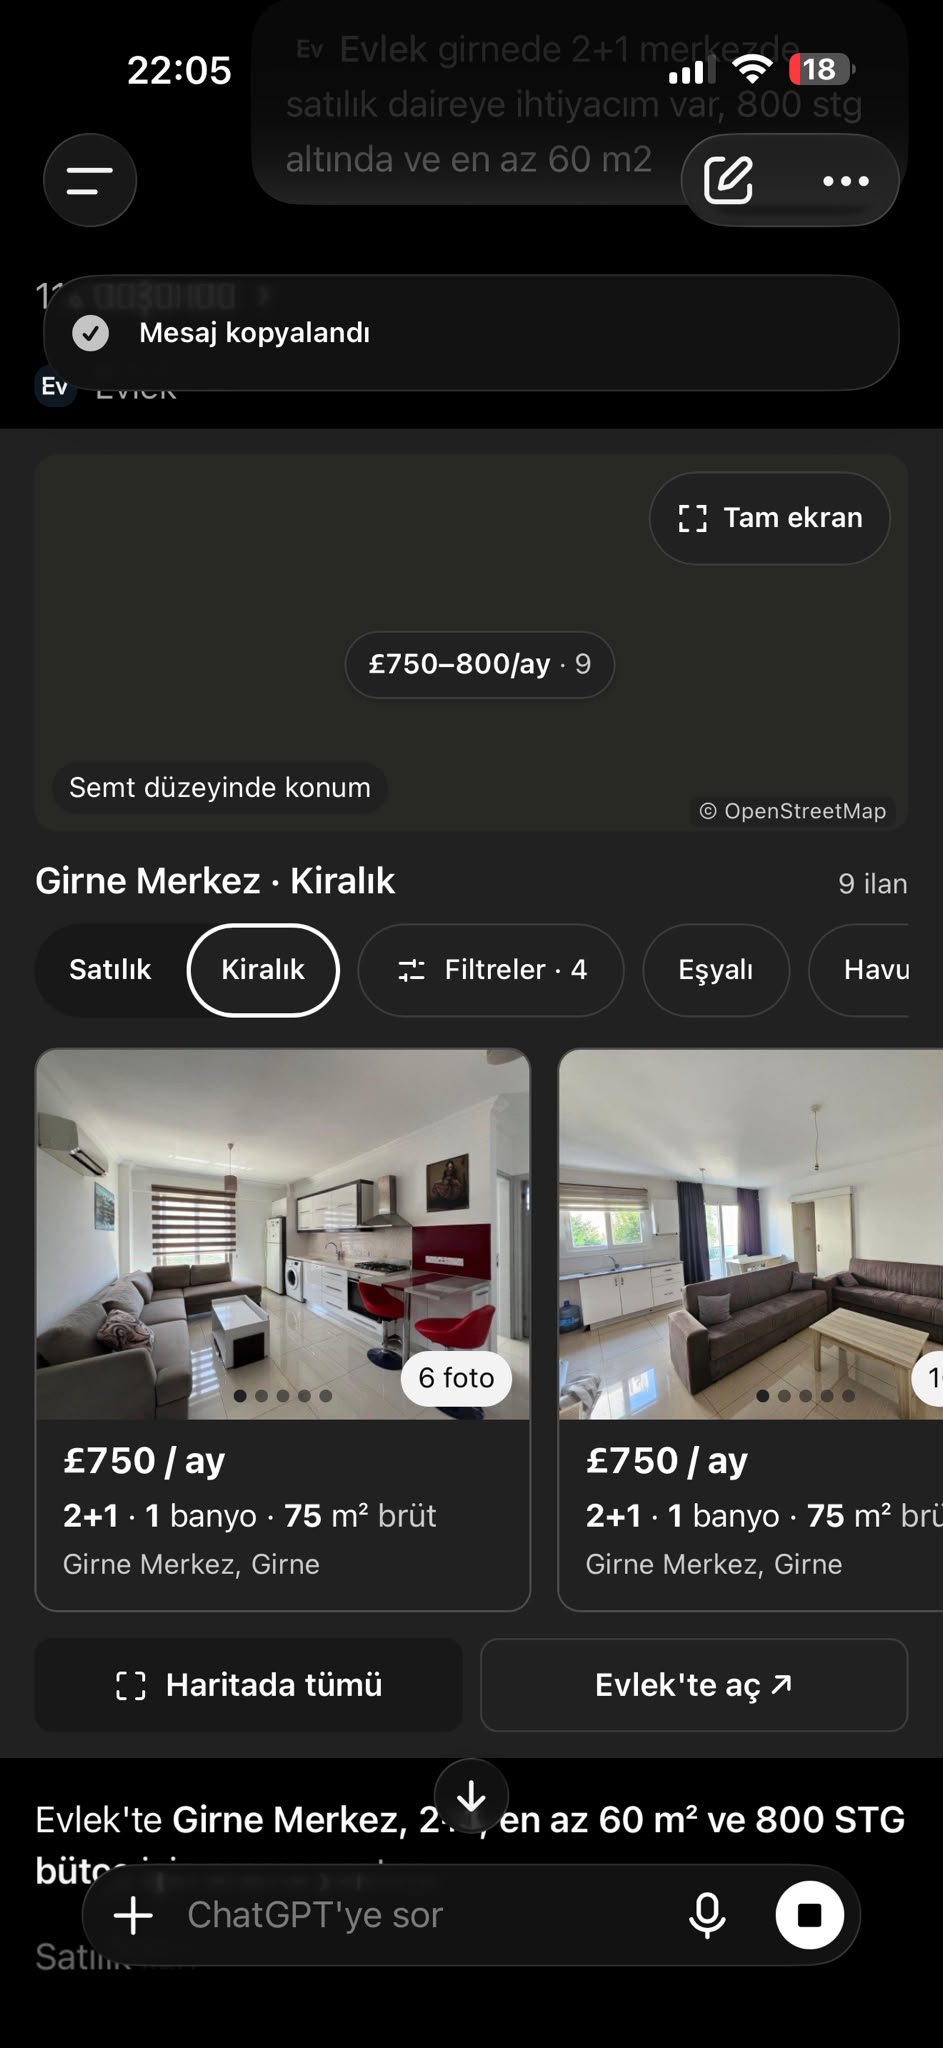 22:05
18
Ev Evlek girnede 2+1 merkezde
satılık daireye ihtiyacım var, 800 stg
altında ve en az 60 m2
Mesaj kopyalandı
Ev Evlek
Tam ekran
£750–800/ay · 9
Semt düzeyinde konum
© OpenStreetMap
Girne Merkez · Kiralık
9 ilan
Satılık
Kiralık
Filtreler · 4
Eşyalı
Havu
6 foto
£750 / ay
2+1 · 1 banyo · 75 m² brüt
Girne Merkez, Girne
£750 / ay
2+1 · 1 banyo · 75 m² brü
Girne Merkez, Girne
Haritada tümü
Evlek'te aç ↗
Evlek'te Girne Merkez, en az 60 m² ve 800 STG
ChatGPT'ye sor